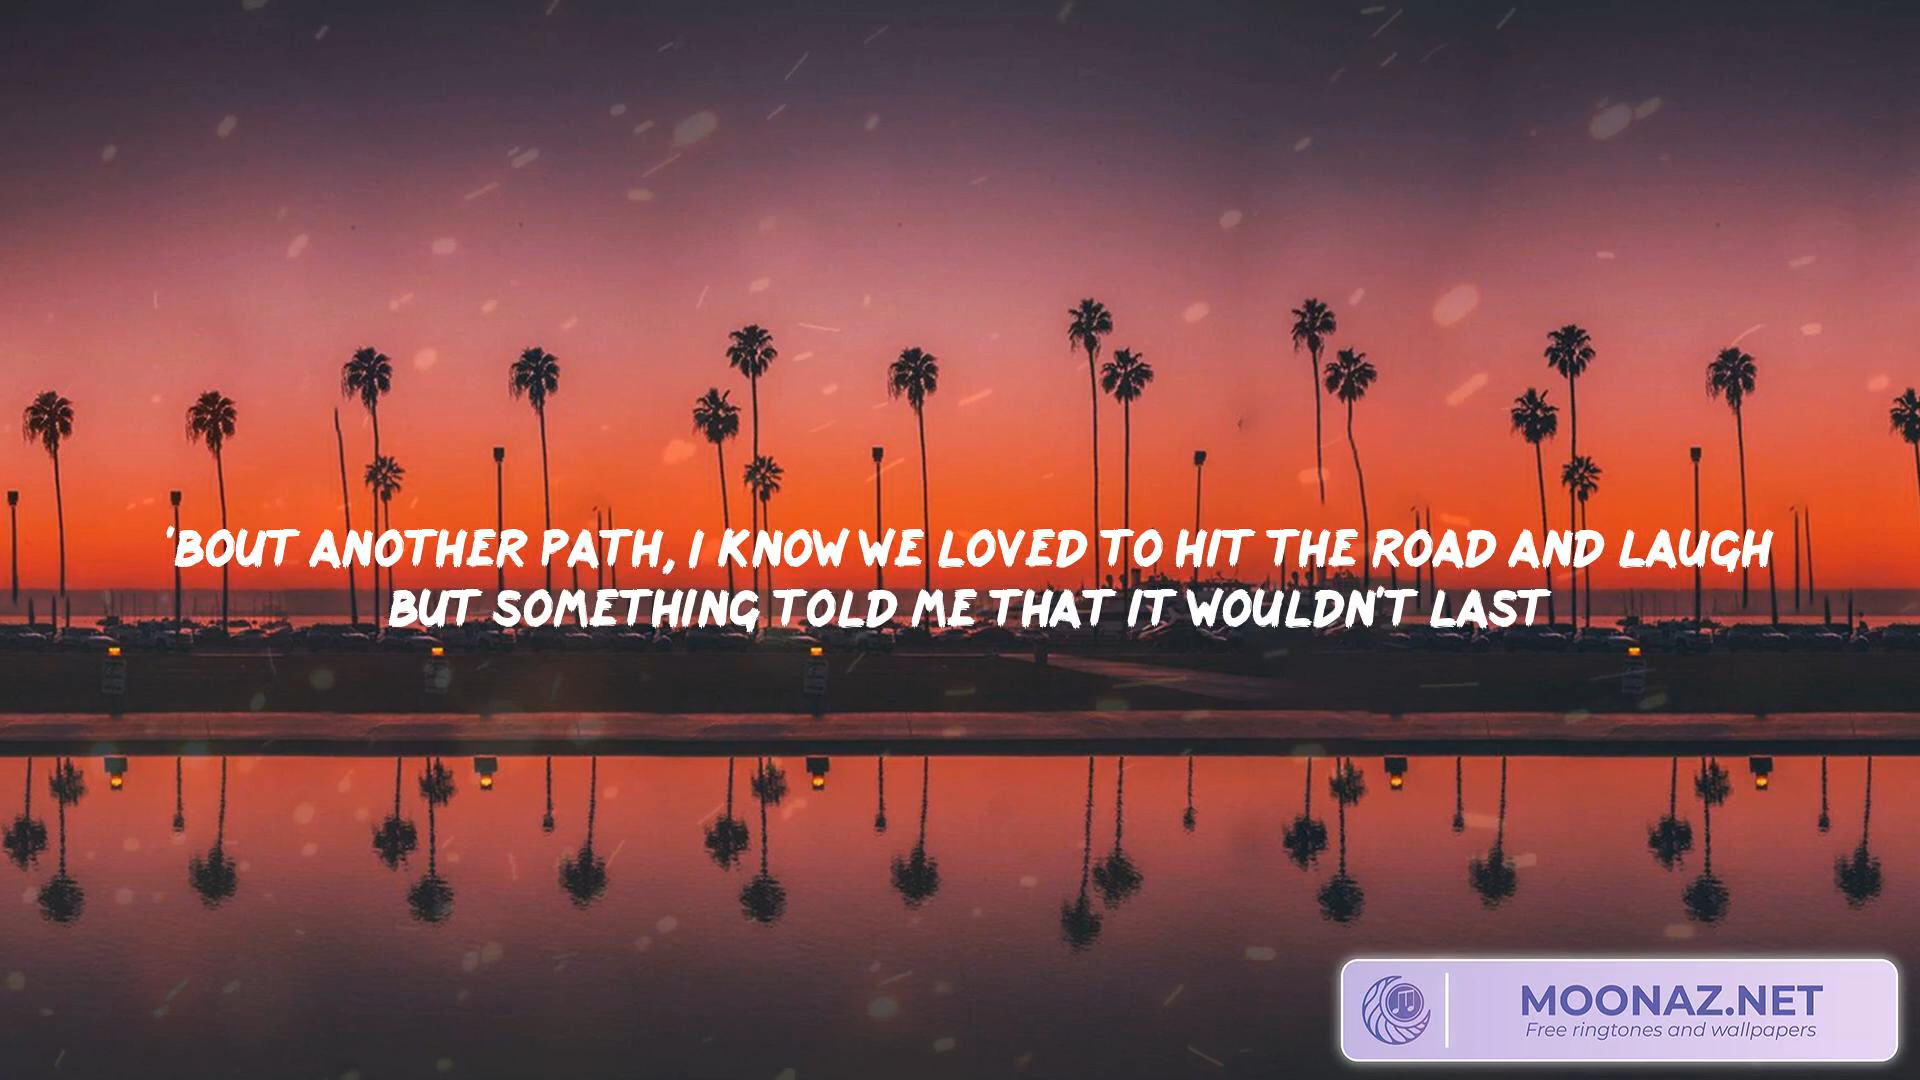 'BOUT ANOTHER PATH, I KNOW WE LOVED TO HIT THE ROAD AND LAUGH
BUT SOMETHING TOLD ME THAT IT WOULDN'T LAST
MOONAZ.NET
Free ringtones and wallpapers